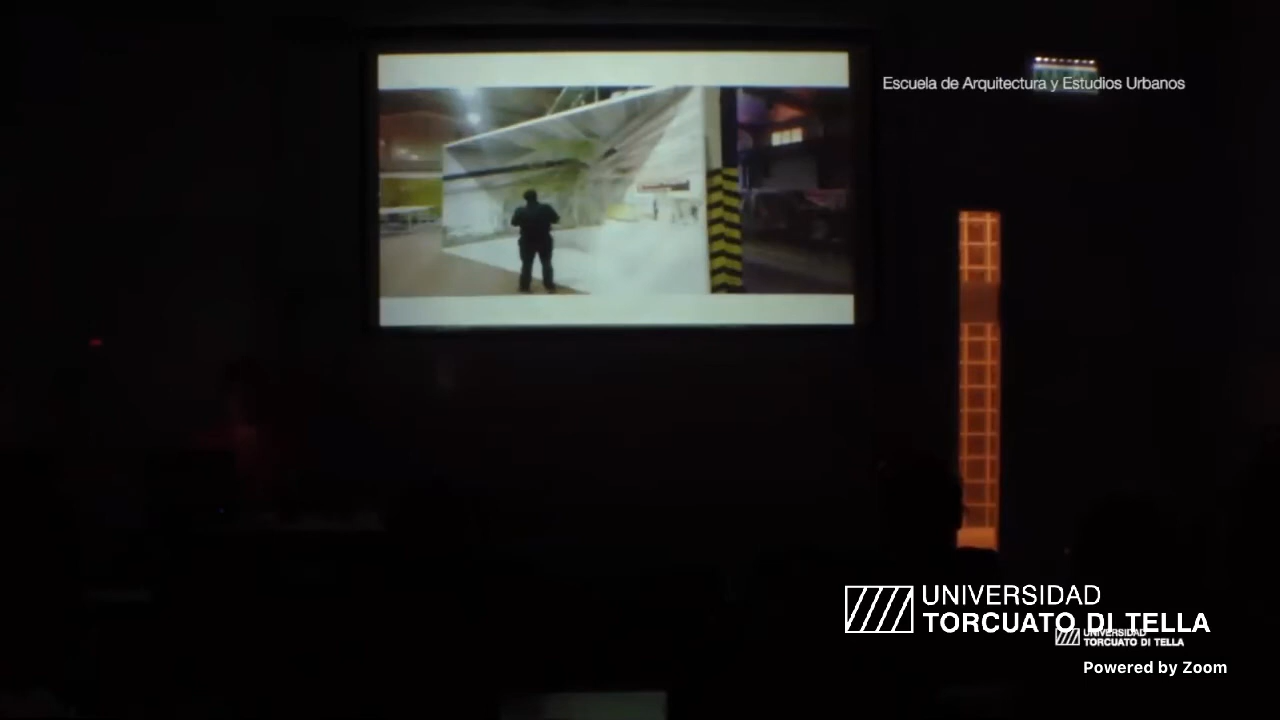 Escuela de Arquitectura y Estudios Urbanos
UNIVERSIDAD
TORCUATO DI TELLA
UNIVERSIDAD
TORCUATO DI TELLA
Powered by Zoom